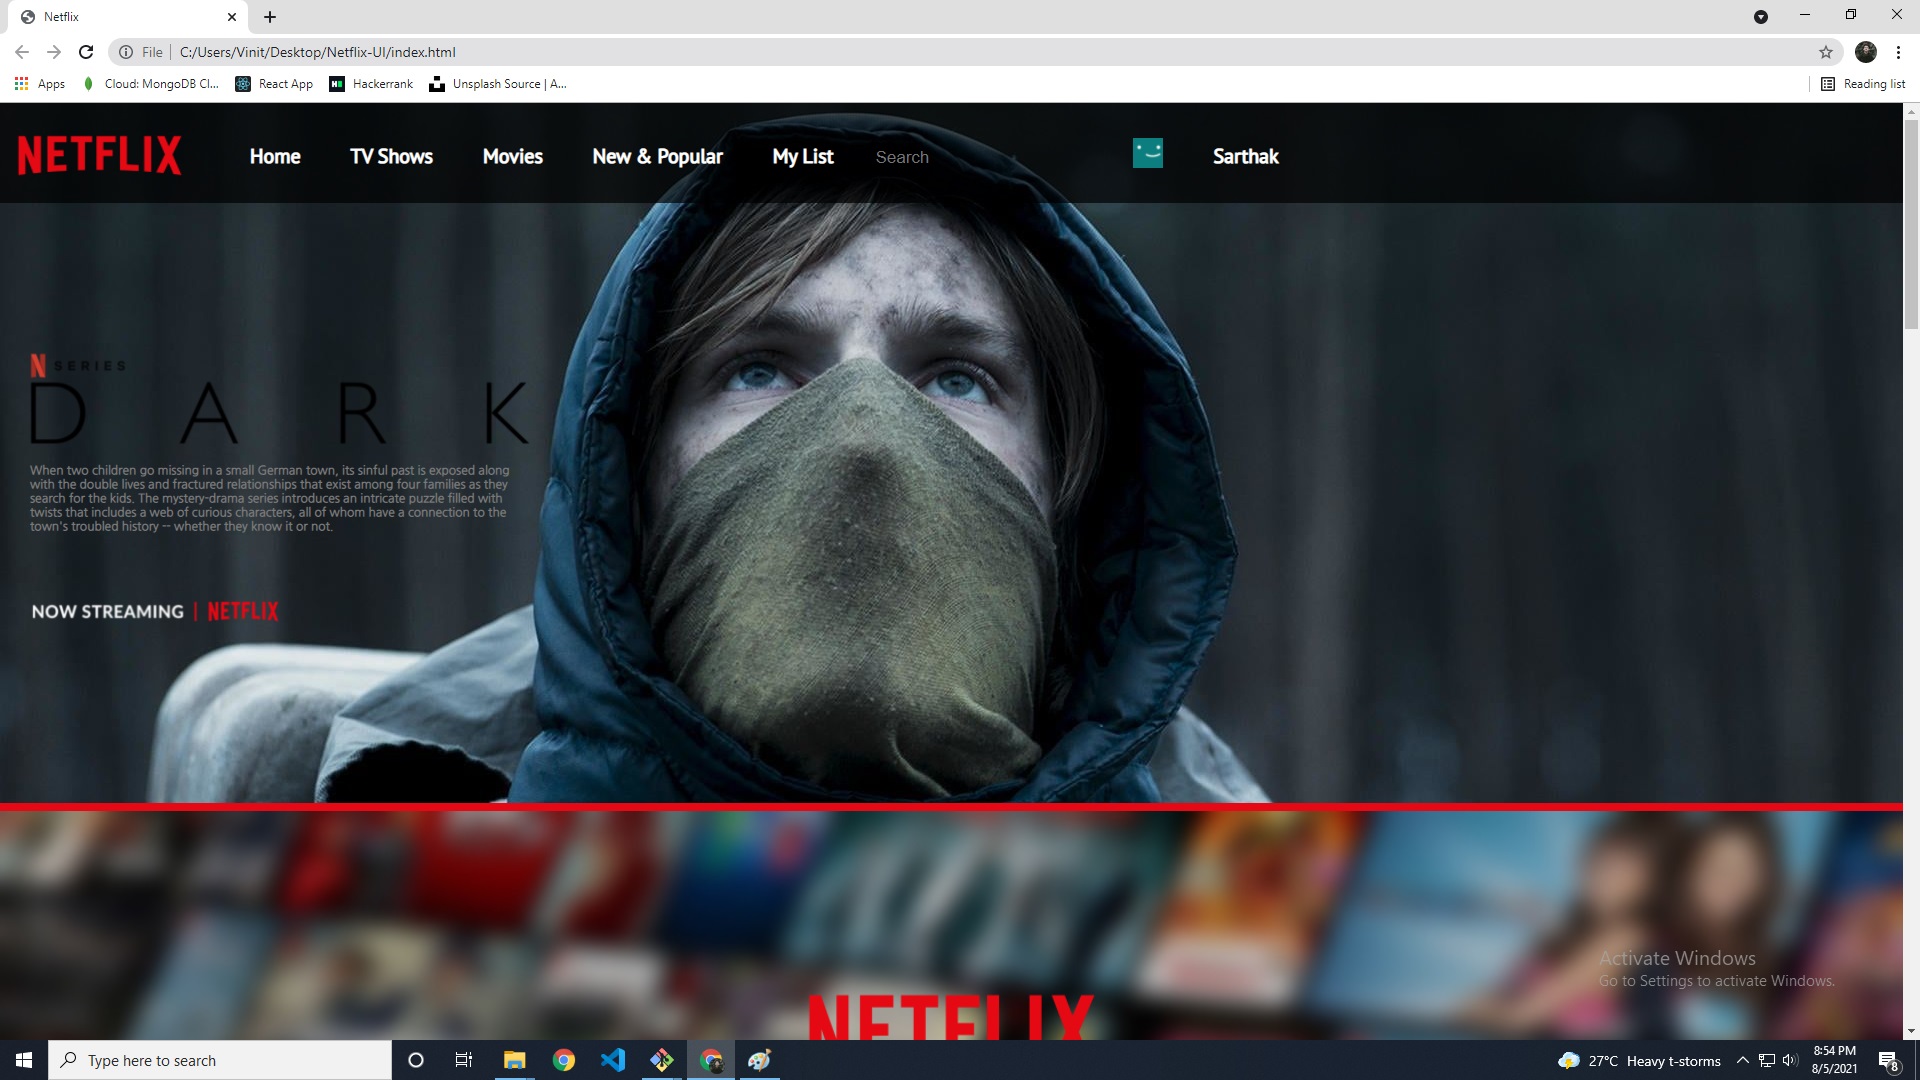 Netflix
File
C:/Users/Vinit/Desktop/Netflix-UI/index.html
Apps
Cloud: MongoDB Cl...
React App
Hackerrank
Unsplash Source | A...
Reading list
NETFLIX
Home
TV Shows
Movies
New & Popular
My List
Search
Sarthak
N SERIES
DARK
When two children go missing in a small German town, its sinful past is exposed along
with the double lives and fractured relationships that exist among four families as they
search for the kids. The mystery-drama series introduces an intricate puzzle filled with
twists that includes a web of curious characters, all of whom have a connection to the
town's troubled history -- whether they know it or not.
NOW STREAMING | NETFLIX
Activate Windows
Go to Settings to activate Windows.
NETFLIX
Type here to search
27°C Heavy t-storms
8:54 PM
8/5/2021
8